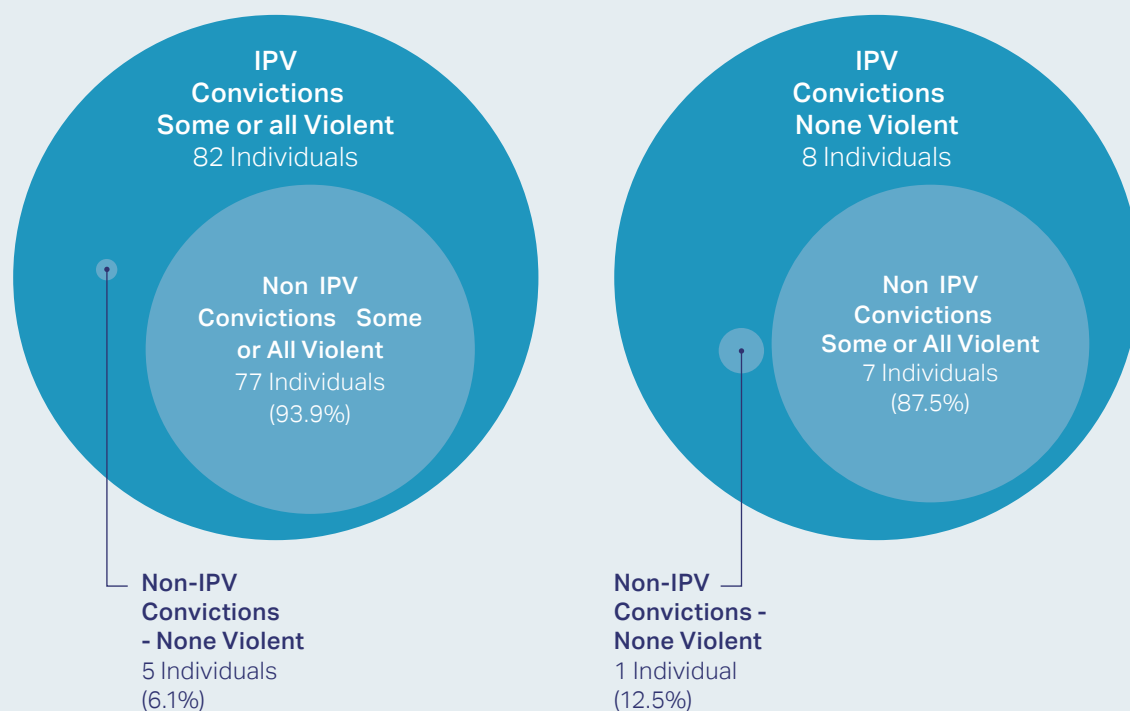 IPV
Convictions
Some or all Violent
82 Individuals
Non IPV
Convictions Some
or All Violent
77 Individuals
(93.9%)
Non-IPV
Convictions
- None Violent
5 Individuals
(6.1%)
IPV
Convictions
None Violent
8 Individuals
Non IPV
Convictions
Some or All Violent
7 Individuals
(87.5%)
Non-IPV
Convictions -
None Violent
1 Individual
(12.5%)